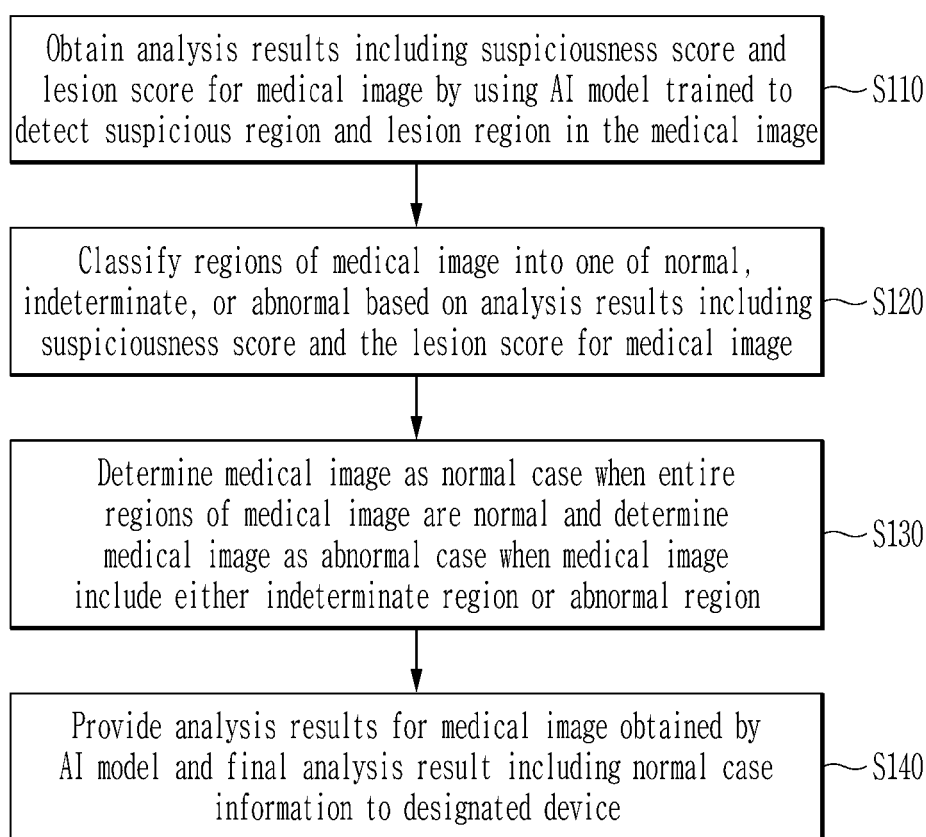 Obtain analysis results including suspiciousness score and
lesion score for medical image by using AI model trained to
detect suspicious region and lesion region in the medical image
S110
Classify regions of medical image into one of normal,
indeterminate, or abnormal based on analysis results including
suspiciousness score and the lesion score for medical image
S120
Determine medical image as normal case when entire
regions of medical image are normal and determine
medical image as abnormal case when medical image
include either indeterminate region or abnormal region
S130
Provide analysis results for medical image obtained by
AI model and final analysis result including normal case
information to designated device
S140